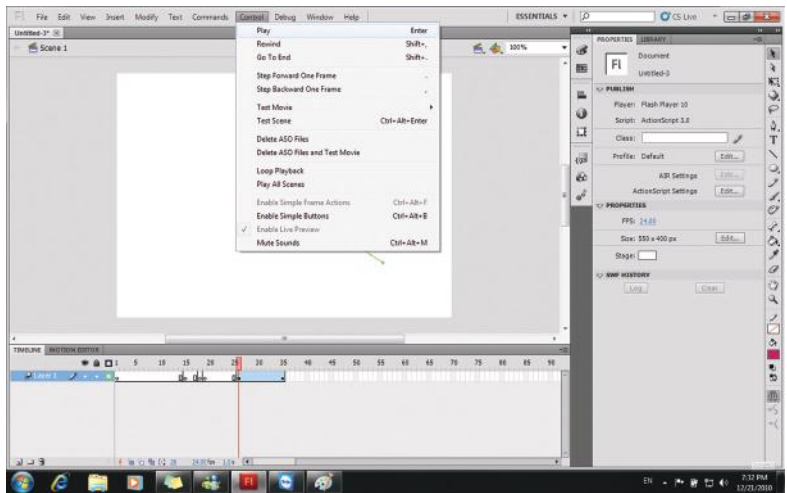 Fl File Edit View Insert Modify Text Commands Control Debug Window Help ESSENTIALS CS Live
Untitled-3*
Scene 1 100%
Play Enter
Rewind Shift+,
Go To End Shift+.
Step Forward One Frame .
Step Backward One Frame ,
Test Movie
Test Scene Ctrl+Alt+Enter
Delete ASO Files
Delete ASO Files and Test Movie
Loop Playback
Play All Scenes
Enable Simple Frame Actions Ctrl+Alt+F
Enable Simple Buttons Ctrl+Alt+B
Enable Live Preview
Mute Sounds Ctrl+Alt+M
PROPERTIES LIBRARY
Fl Document
Untitled-3
PUBLISH
Player: Flash Player 10
Script: ActionScript 3.0
Class:
Profile: Default Edit...
AIR Settings Edit...
ActionScript Settings Edit...
PROPERTIES
FPS: 24.00
Size: 550 x 400 px Edit...
Stage:
SWF HISTORY
Log Clear
TIMELINE MOTION EDITOR
1 5 10 15 20 25 30 35 40 45 50 55 60 65 70 75 80 85 90
Layer 1
Fl
EN 7:32 PM
12/21/2010